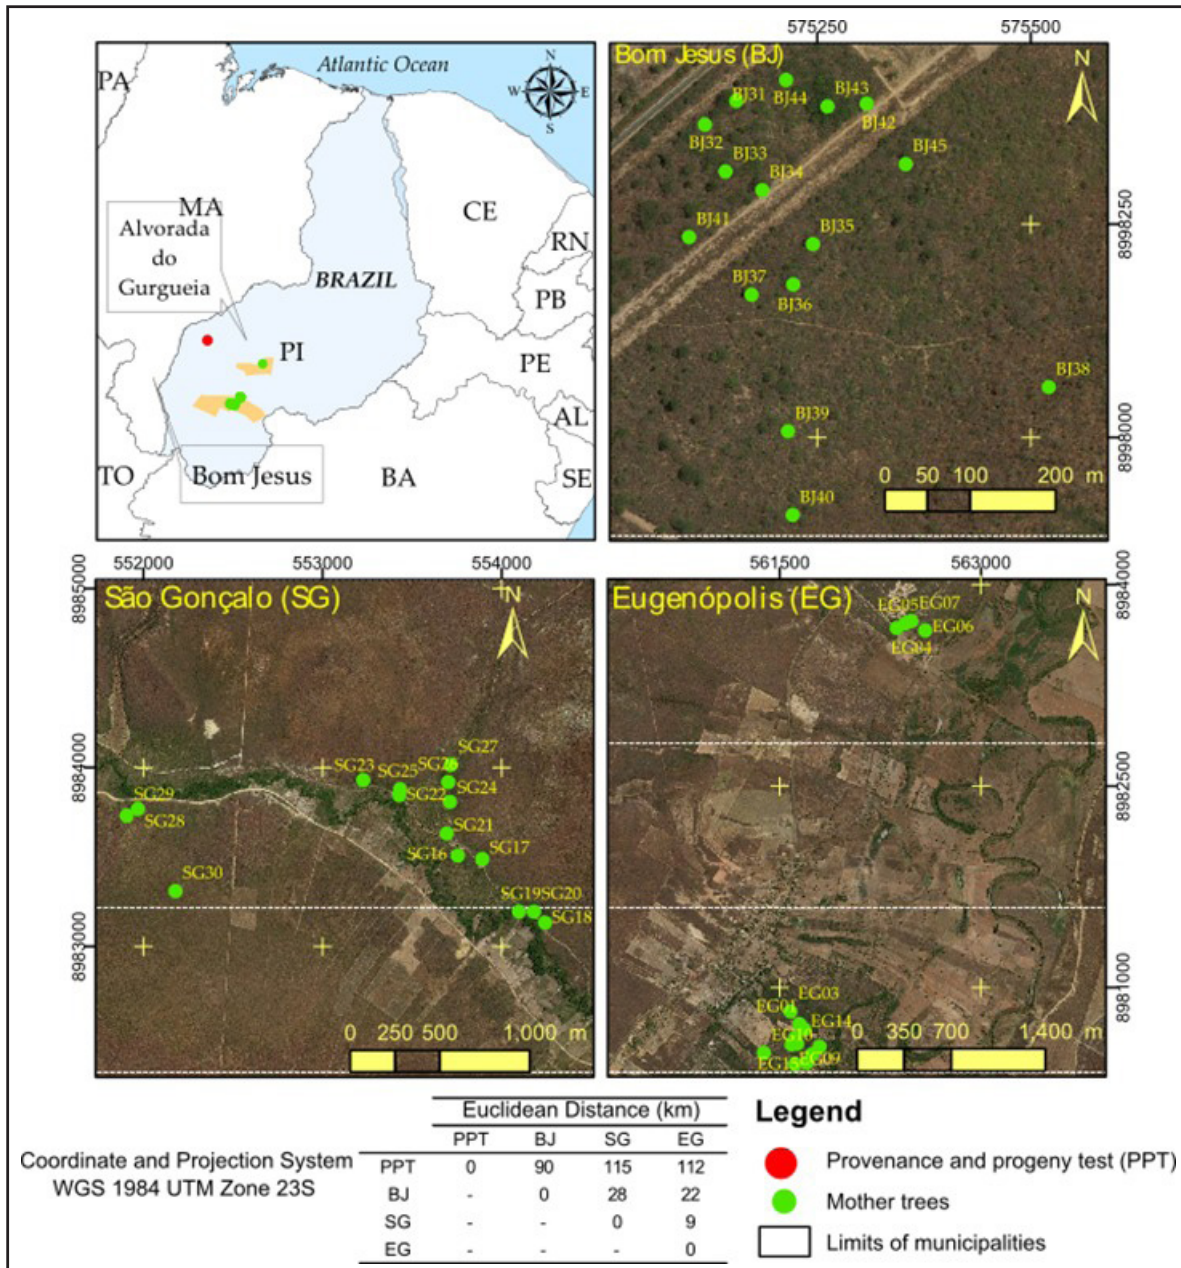 Atlantic Ocean
N
W
E
S
PA
MA
CE
RN
PB
PE
AL
SE
BA
TO
PI
BRAZIL
Alvorada
do
Gurgueia
Bom Jesus
575250
575500
Bom Jesus (BJ)
N
BJ31
BJ44
BJ43
BJ42
BJ32
BJ33
BJ34
BJ45
BJ41
BJ35
BJ37
BJ36
BJ38
BJ39
BJ40
8998250
8998000
0 50 100 200 m
552000
553000
554000
8985000
8984000
8983000
São Gonçalo (SG)
N
SG27
SG26
SG23
SG25
SG24
SG22
SG29
SG28
SG21
SG16
SG17
SG30
SG19
SG20
SG18
0 250 500 1,000 m
561500
563000
8984000
8982500
8981000
Eugenópolis (EG)
N
EG05
EG07
EG06
EG04
EG03
EG01
EG14
EG10
EG09
0 350 700 1,400 m
Coordinate and Projection System
WGS 1984 UTM Zone 23S
Euclidean Distance (km)
PPT BJ SG EG
PPT 0 90 115 112
BJ - 0 28 22
SG - - 0 9
EG - - - 0
Legend
Provenance and progeny test (PPT)
Mother trees
Limits of municipalities